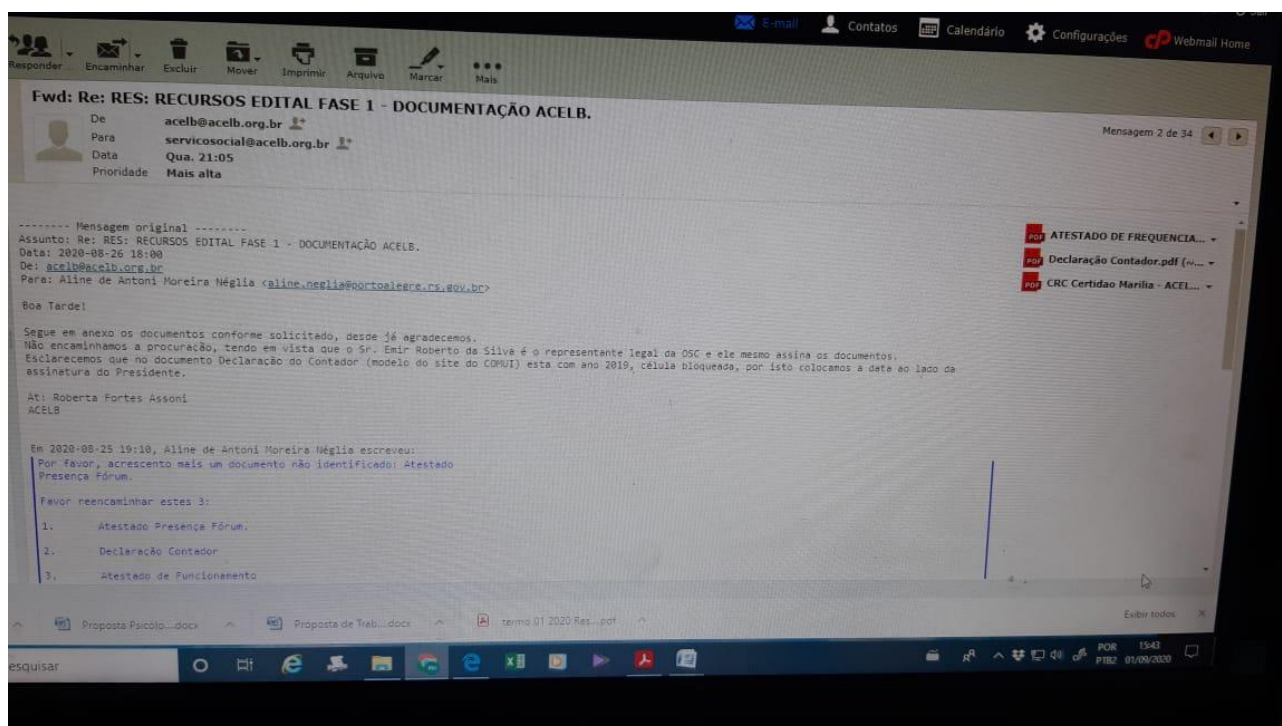 E-mail Contatos Calendário Configurações cP Webmail Home
Responder Encaminhar Excluir Mover Imprimir Arquivo Marcar Mais
Fwd: Re: RES: RECURSOS EDITAL FASE 1 - DOCUMENTAÇÃO ACELB.
De acelb@acelb.org.br
Para servicosocial@acelb.org.br
Data Qua. 21:05
Prioridade Mais alta
Mensagem 2 de 34
-------- Mensagem original --------
Assunto: Re: RES: RECURSOS EDITAL FASE 1 - DOCUMENTAÇÃO ACELB.
Data: 2020-08-26 18:00
De: acelb@acelb.org.br
Para: Aline de Antoni Moreira Néglia <aline.neglia@portoalegre.rs.gov.br>
ATESTADO DE FREQUENCIA...
Declaração Contador.pdf (~...
CRC Certidao Marilia - ACEL...
Boa Tarde!
Segue em anexo os documentos conforme solicitado, desde já agradecemos.
Não encaminhamos a procuração, tendo em vista que o Sr. Emir Roberto da Silva é o representante legal da OSC e ele mesmo assina os documentos.
Esclarecemos que no documento Declaração do Contador (modelo do site do COMUI) esta com ano 2019, célula bloqueada, por isto colocamos a data ao lado da
assinatura do Presidente.
At: Roberta Fortes Assoni
ACELB
Em 2020-08-25 19:10, Aline de Antoni Moreira Néglia escreveu:
Por favor, acrescento mais um documento não identificado: Atestado
Presença Fórum.
Favor reencaminhar estes 3:
1. Atestado Presença Fórum.
2. Declaração Contador
3. Atestado de Funcionamento
Proposta Psicólo....docx Proposta de Trab....docx termo 01 2020 Res....pdf Exibir todos
esquisar
POR 15:43
PTB2 01/09/2020